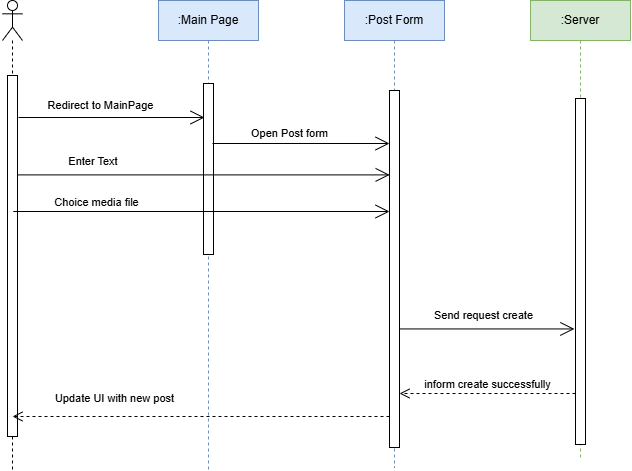 :Main Page
:Post Form
:Server
Redirect to MainPage
Open Post form
Enter Text
Choice media file
Send request create
inform create successfully
Update UI with new post